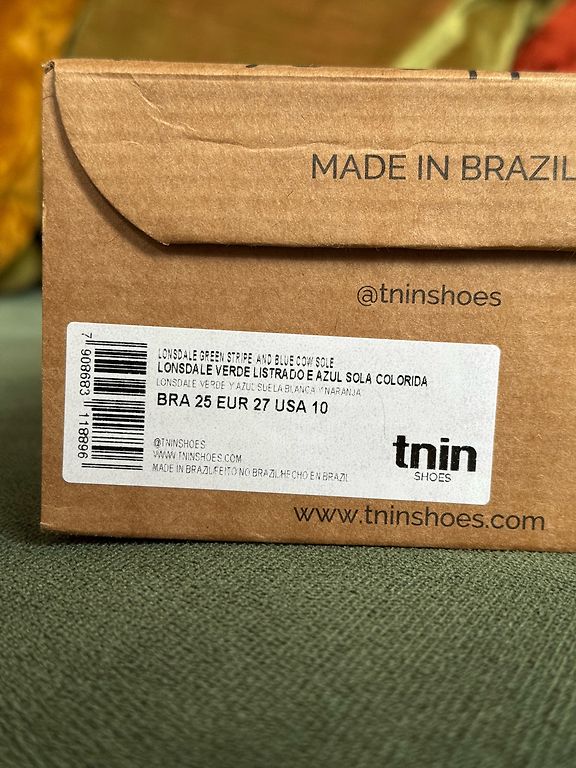 MADE IN BRAZIL
@tninshoes
7 908683 118896
LONSDALE GREEN STRIPE AND BLUE COW SOLE
LONSDALE VERDE LISTRADO E AZUL SOLA COLORIDA
LONSDALE VERDE Y AZUL SUELA BLANCA Y NARANJA
BRA 25 EUR 27 USA 10
@TNINSHOES
WWW.TNINSHOES.COM
MADE IN BRAZIL/FEITO NO BRAZIL/HECHO EN BRAZIL
tnin
SHOES
www.tninshoes.com